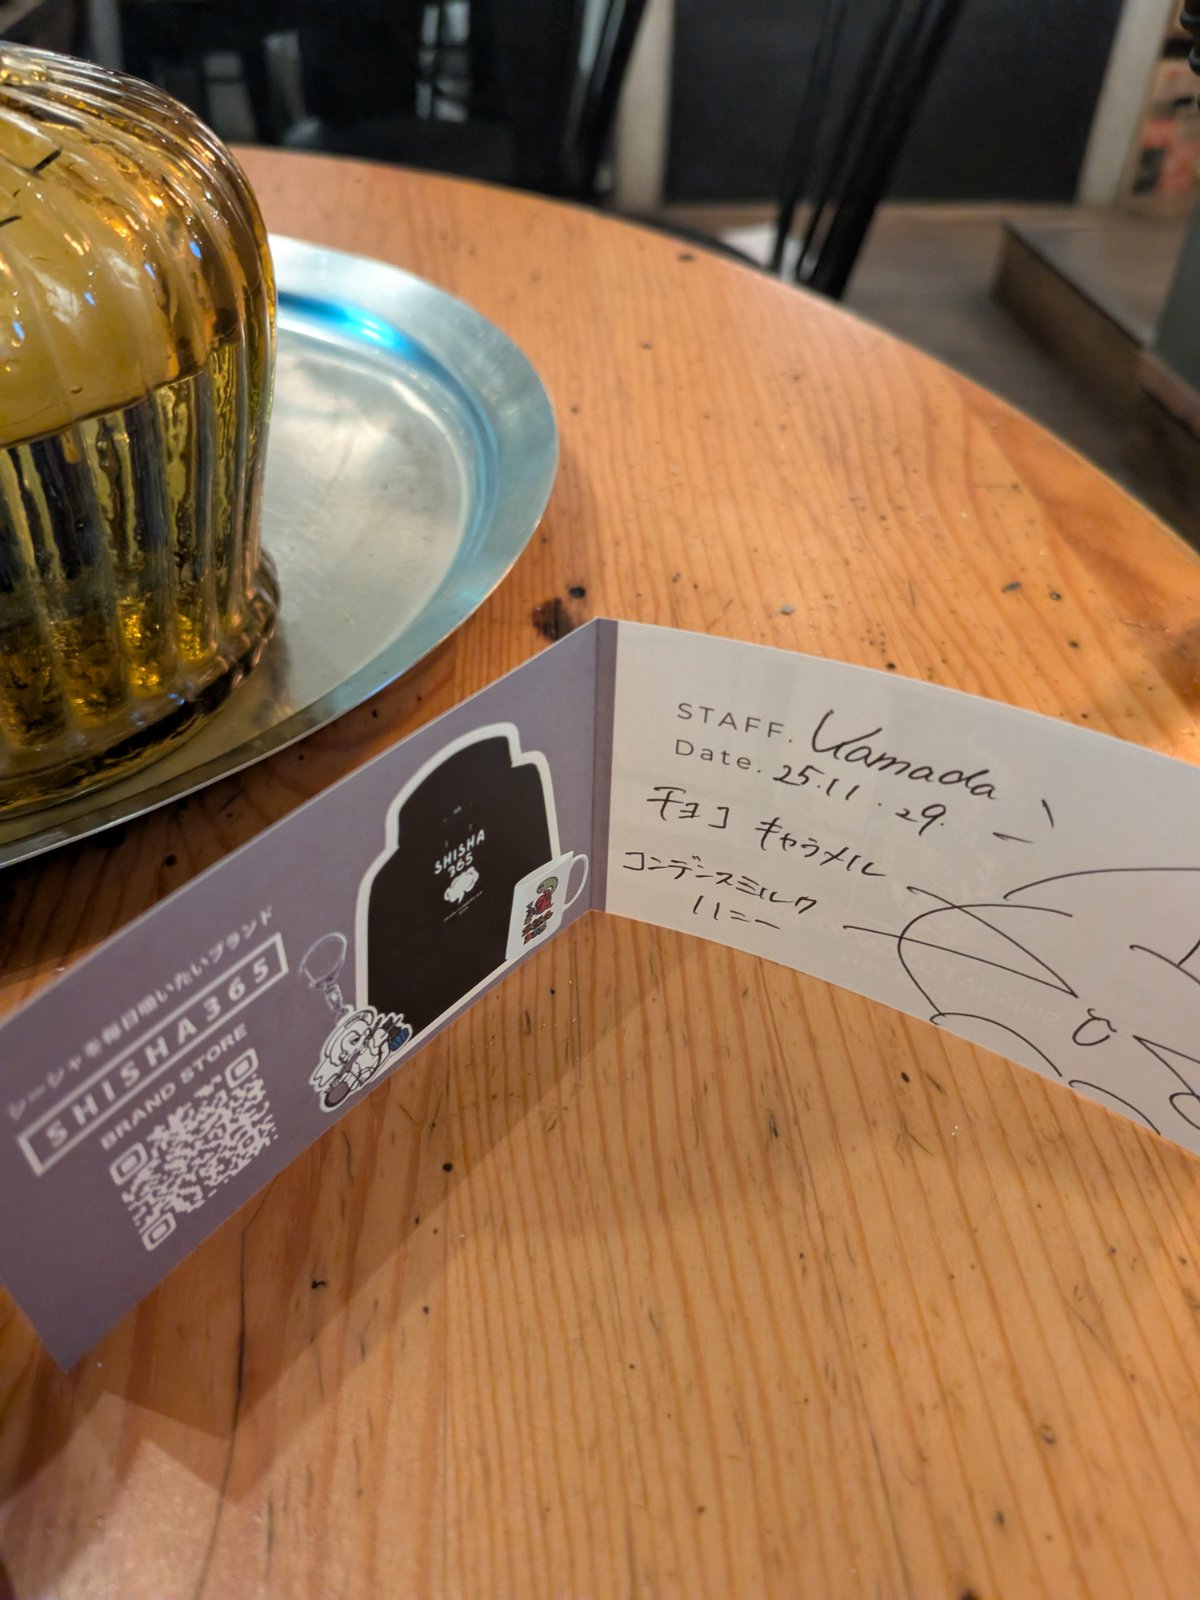 シーシャを毎日吸いたいブランド
SHISHA365
BRAND STORE
SHISHA
365
STAFF.
Date. 25.11.29.
チョコ キャラメル
コンデンスミルク
ハニー